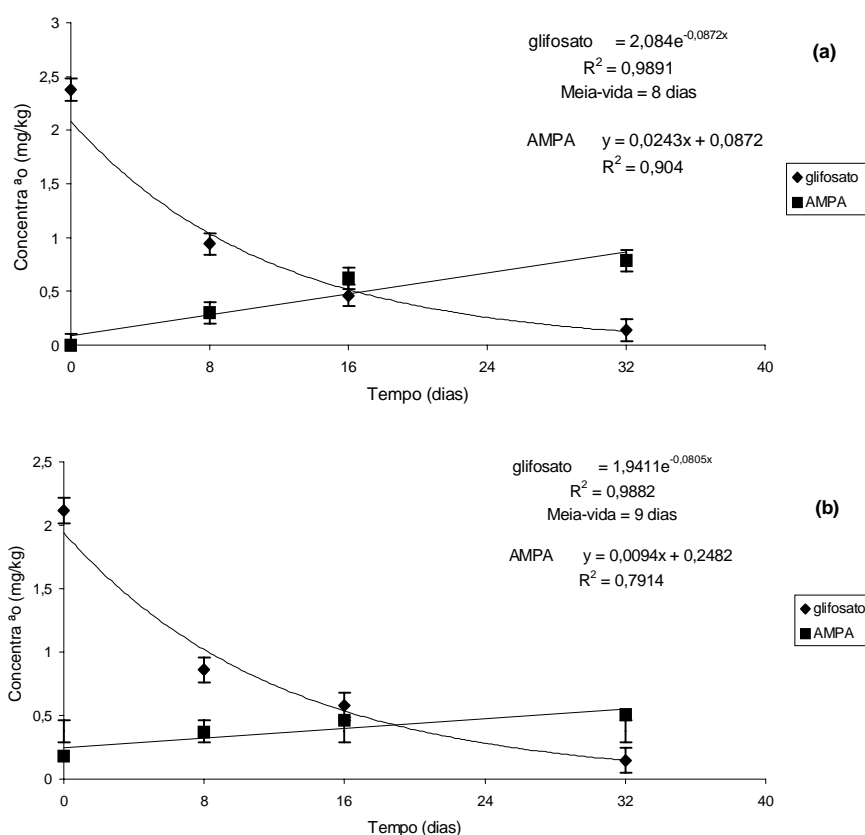 3
2,5
2
1,5
1
0,5
0
0 8 16 24 32 40
Concentra ªo (mg/kg)
Tempo (dias)
glifosato = 2,084e^-0,0872x
R² = 0,9891
Meia-vida = 8 dias
AMPA y = 0,0243x + 0,0872
R² = 0,904
(a)
glifosato
AMPA
2,5
2
1,5
1
0,5
0
0 8 16 24 32 40
Concentra ªo (mg/kg)
Tempo (dias)
glifosato = 1,9411e^-0,0805x
R² = 0,9882
Meia-vida = 9 dias
AMPA y = 0,0094x + 0,2482
R² = 0,7914
(b)
glifosato
AMPA